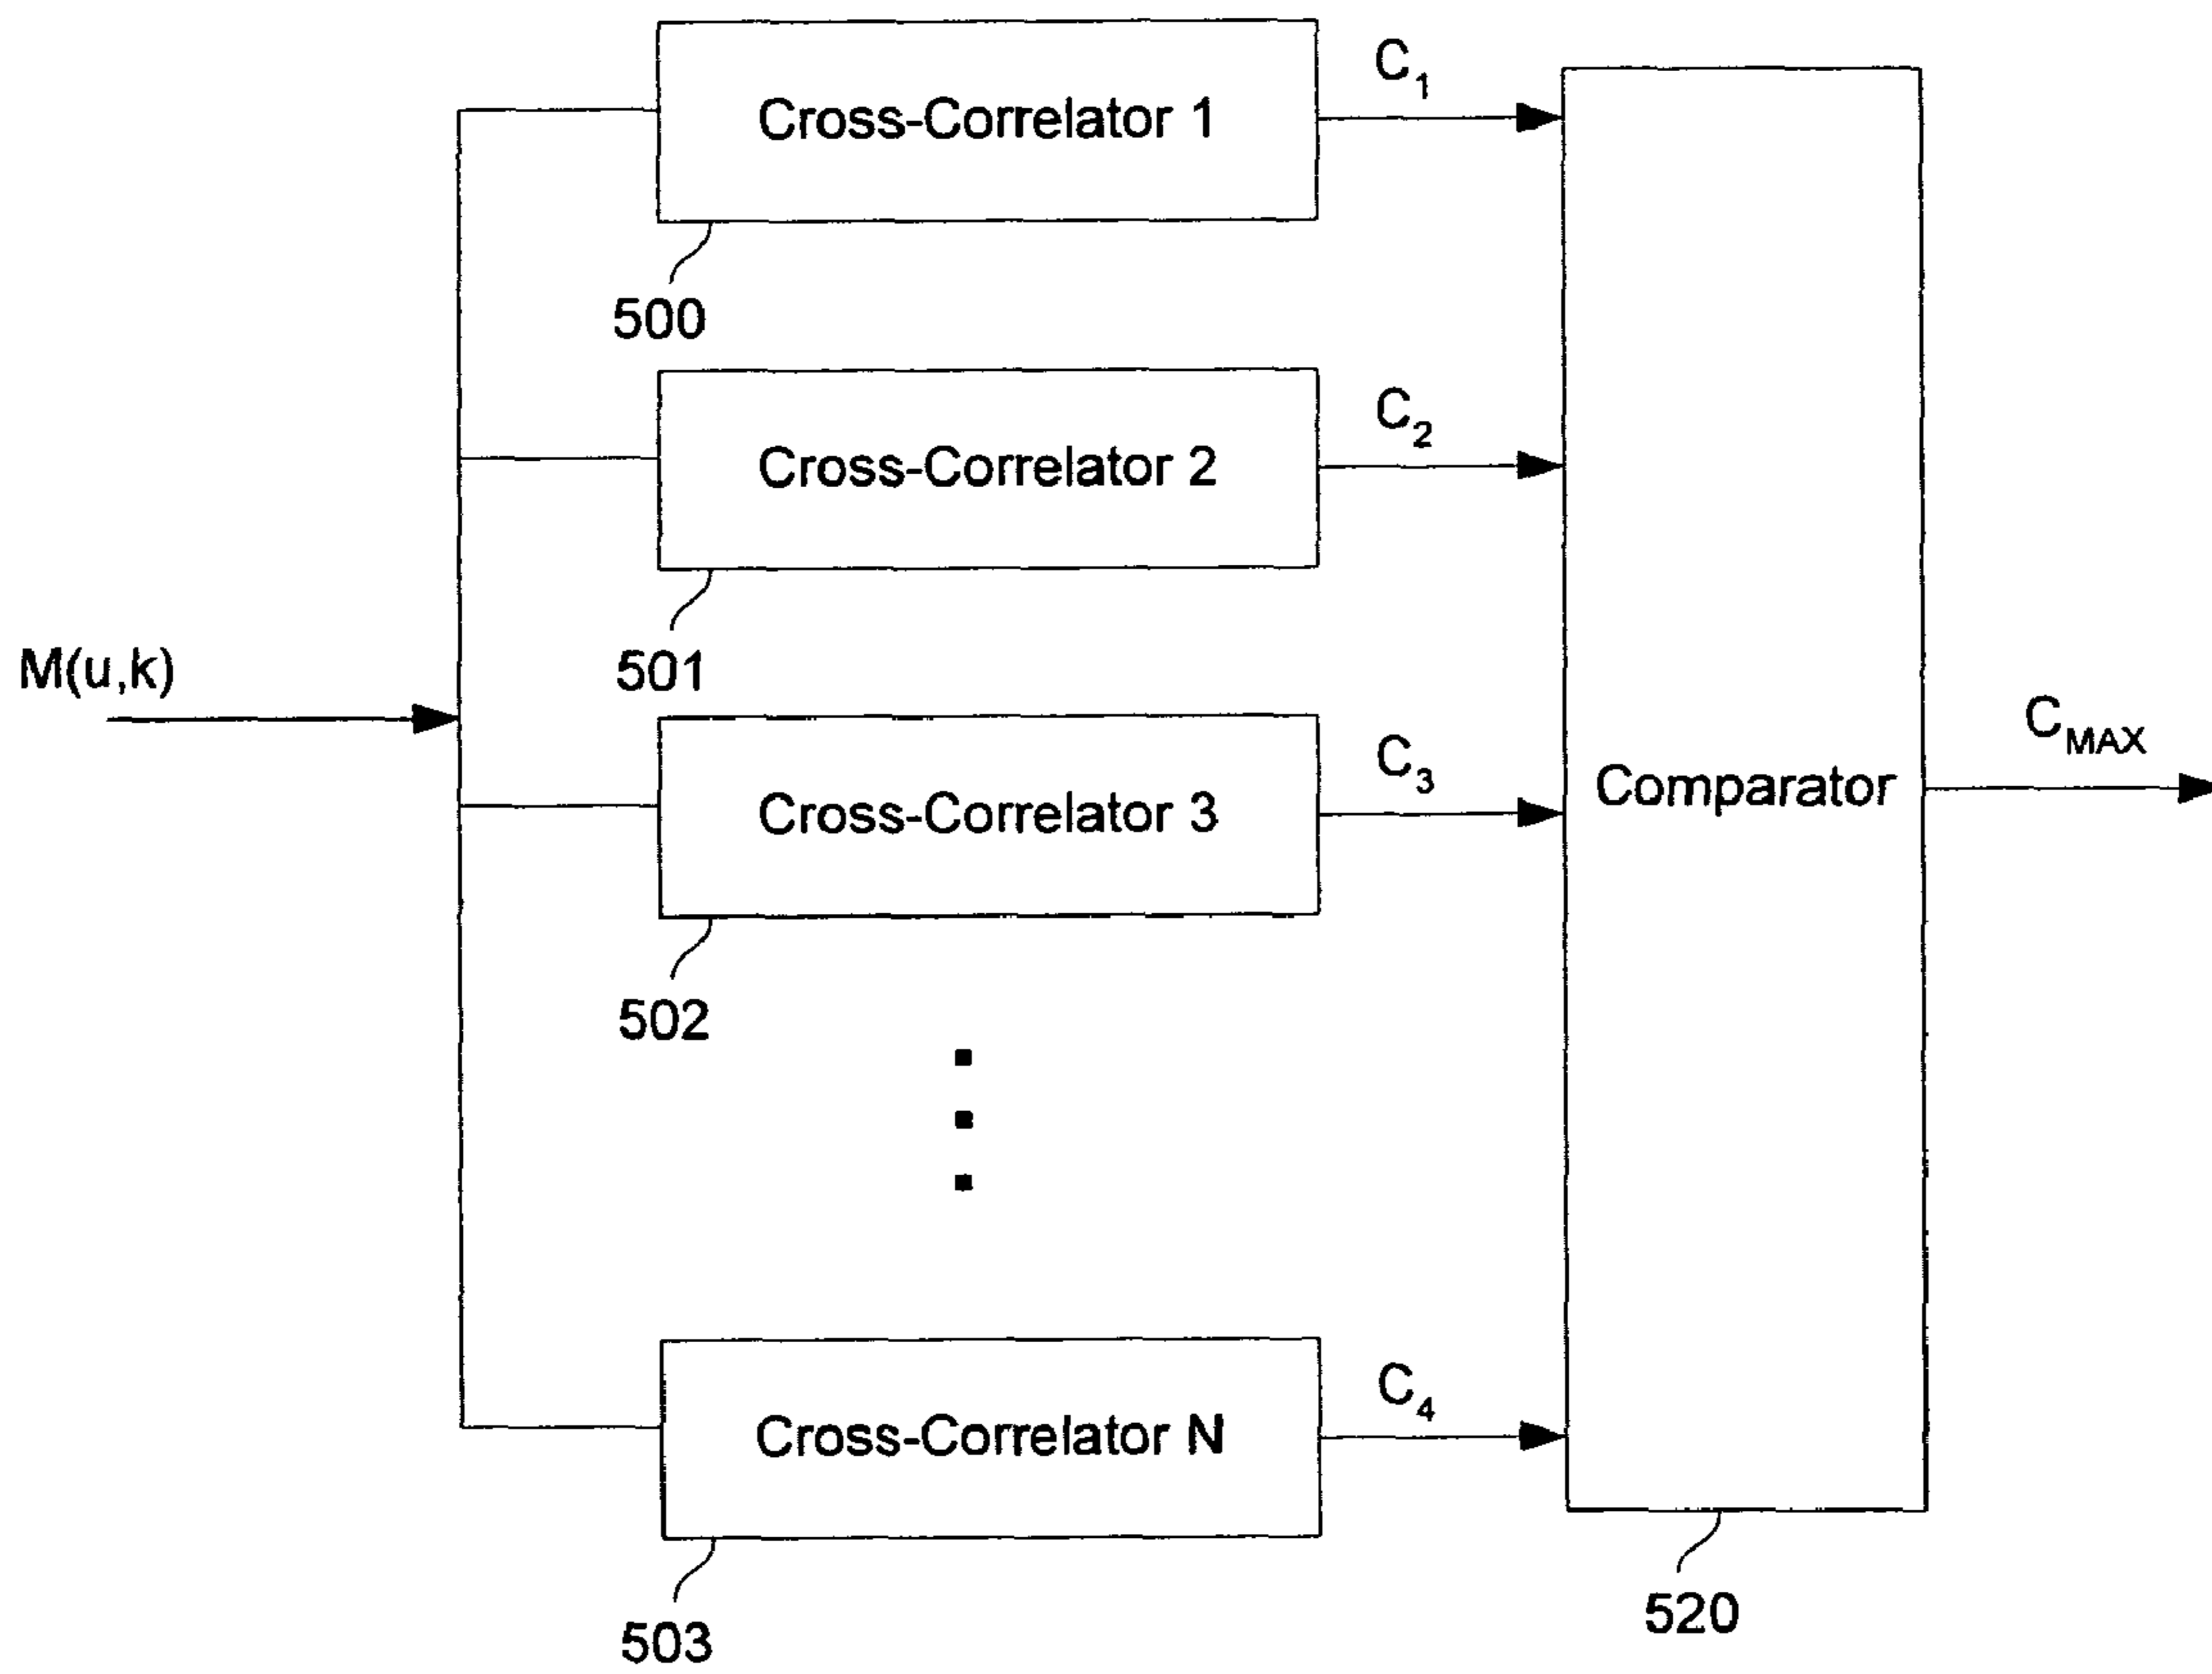 C1
Cross-Correlator 1
500
C2
Cross-Correlator 2
501
M(u,k)
C3
Cross-Correlator 3
502
Comparator
CMAX
C4
Cross-Correlator N
503
520